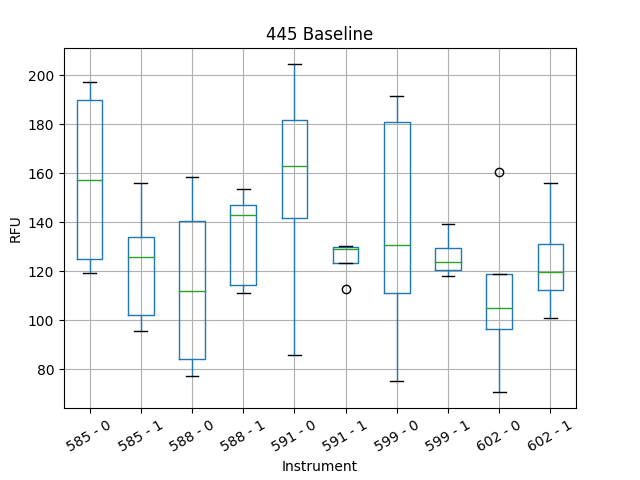 445 Baseline
200
180
160
140
120
100
80
RFU
585 - 0
585 - 1
588 - 0
588 - 1
591 - 0
591 - 1
599 - 0
599 - 1
602 - 0
602 - 1
Instrument